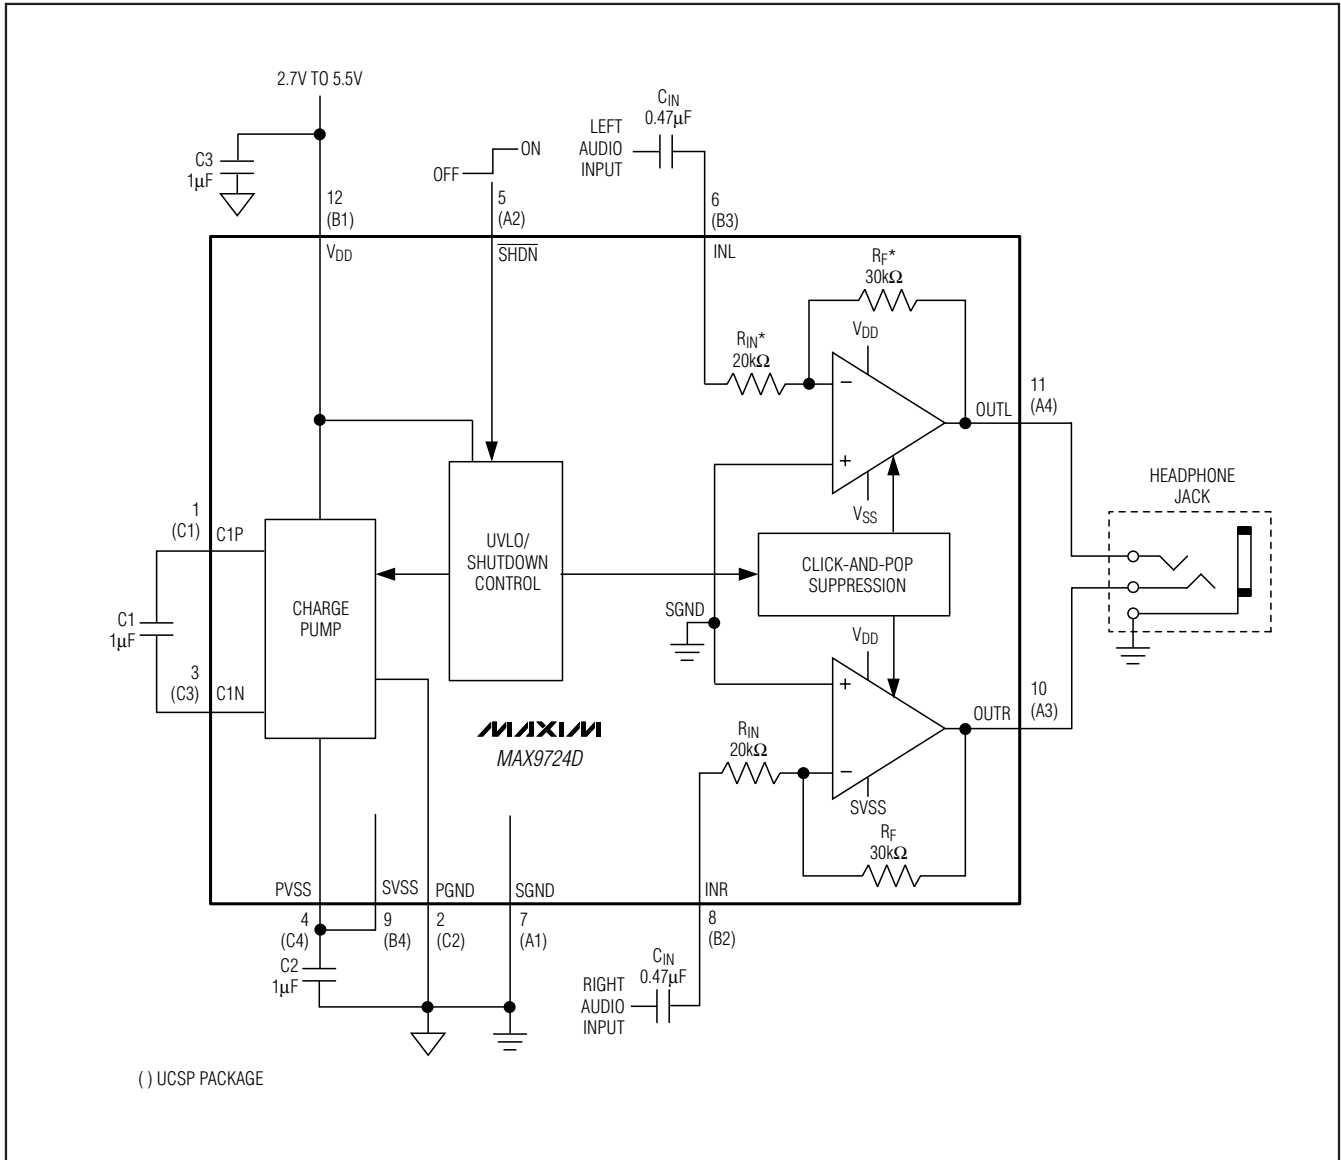 2.7V TO 5.5V
C3
1μF
12
(B1)
VDD
OFF
ON
5
(A2)
SHDN
LEFT
AUDIO
INPUT
CIN
0.47μF
6
(B3)
INL
RF*
30kΩ
RIN*
20kΩ
VDD
−
+
VSS
OUTL
11
(A4)
HEADPHONE
JACK
1
(C1)
C1P
C1
1μF
3
(C3)
C1N
CHARGE
PUMP
UVLO/
SHUTDOWN
CONTROL
CLICK-AND-POP
SUPPRESSION
SGND
VDD
+
−
SVSS
OUTR
10
(A3)
RIN
20kΩ
RF
30kΩ
MAXIM
MAX9724D
PVSS
SVSS
PGND
SGND
INR
4
(C4)
9
(B4)
2
(C2)
7
(A1)
8
(B2)
C2
1μF
RIGHT
AUDIO
INPUT
CIN
0.47μF
( ) UCSP PACKAGE